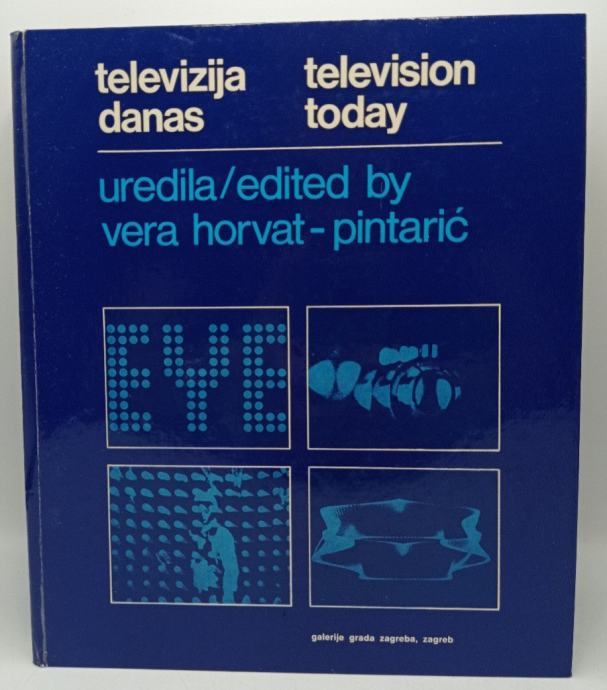 televizija
danas
television
today
uredila/edited by
vera horvat-pintarić
EYE
galerije grada zagreba, zagreb